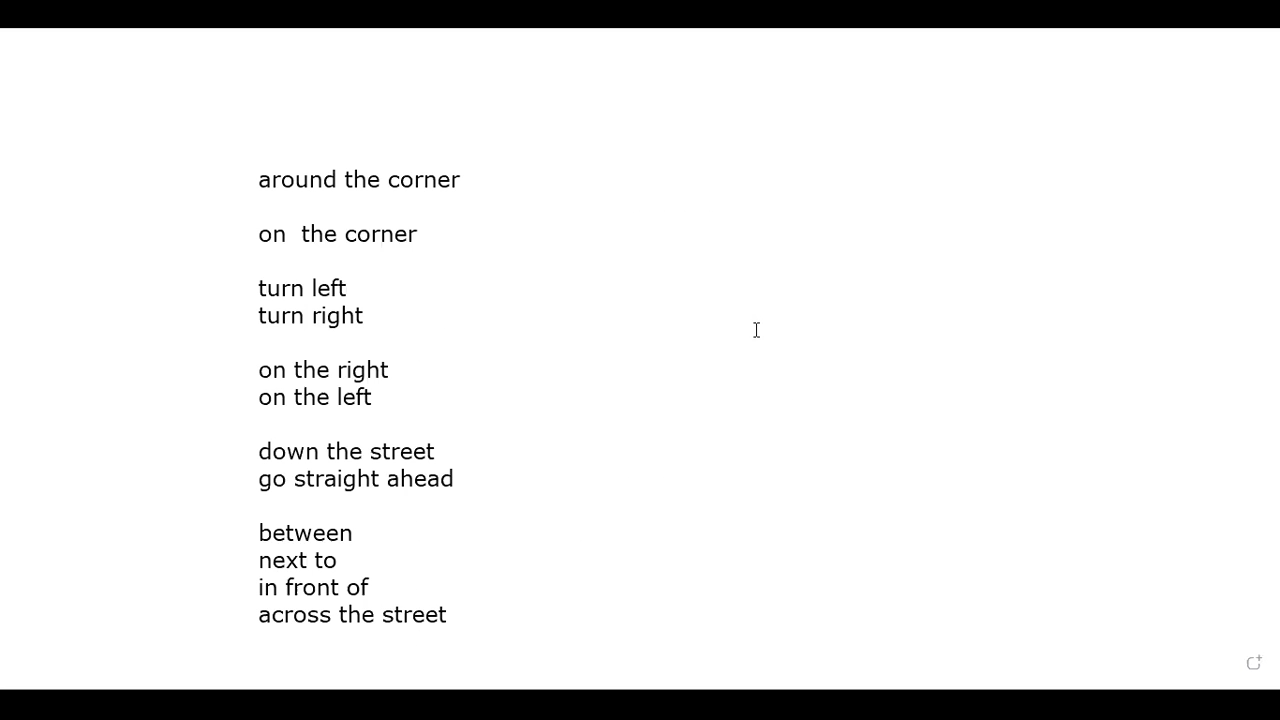 around the corner
on  the corner
turn left
turn right
on the right
on the left
down the street
go straight ahead
between
next to
in front of
across the street